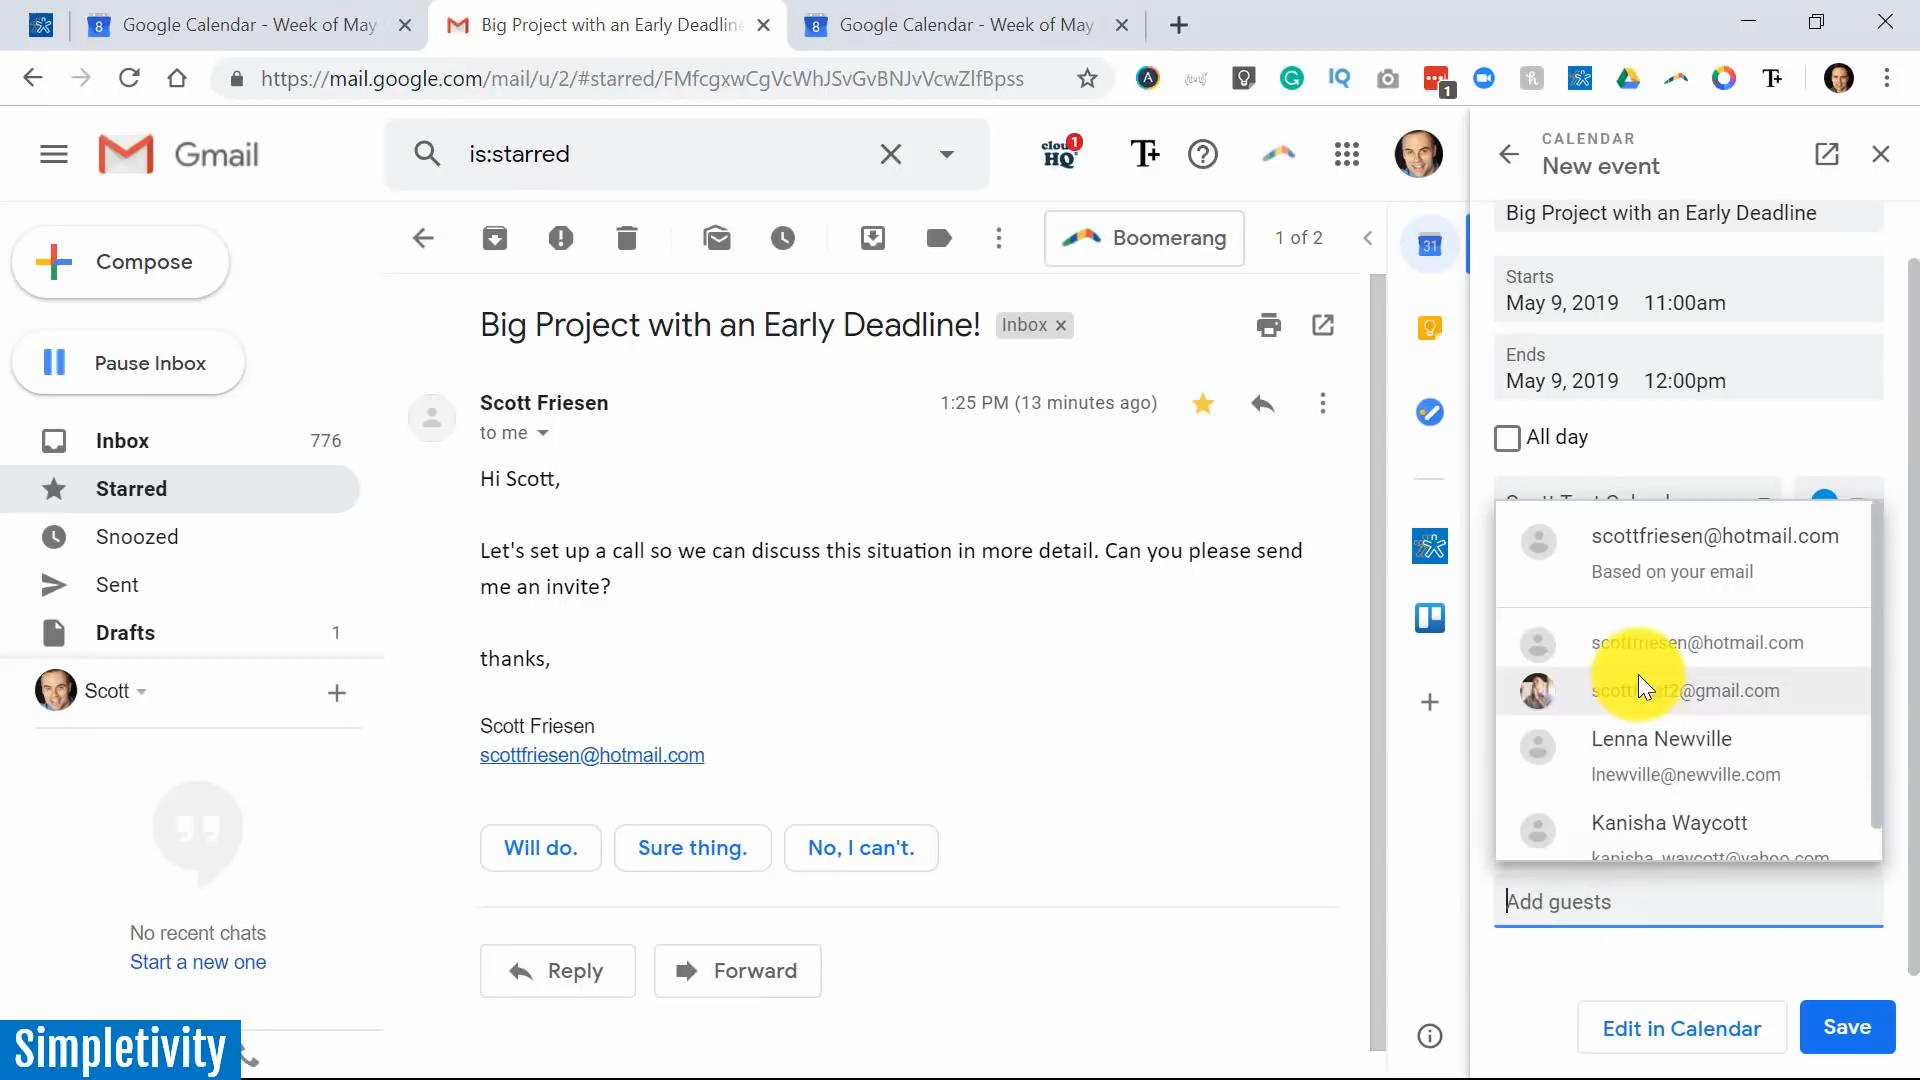 Google Calendar - Week of May
Big Project with an Early Deadline
Google Calendar - Week of May
https://mail.google.com/mail/u/2/#starred/FMfcgxwCgVcWhJSvGvBNJvVcwZlfBpss
Gmail
is:starred
cloud HQ
1
CALENDAR
New event
Compose
Pause Inbox
Inbox 776
Starred
Snoozed
Sent
Drafts 1
Scott
No recent chats
Start a new one
Simpletivity
Boomerang
1 of 2
Big Project with an Early Deadline!
Inbox
Scott Friesen
1:25 PM (13 minutes ago)
to me
Hi Scott,
Let's set up a call so we can discuss this situation in more detail. Can you please send
me an invite?
thanks,
Scott Friesen
scottfriesen@hotmail.com
Will do.
Sure thing.
No, I can't.
Reply
Forward
31
Big Project with an Early Deadline
Starts
May 9, 2019 11:00am
Ends
May 9, 2019 12:00pm
All day
scottfriesen@hotmail.com
Based on your email
scottfriesen@hotmail.com
Lenna Newville
lnewville@newville.com
Kanisha Waycott
kanisha_waycott@yahoo.com
Add guests
Edit in Calendar
Save